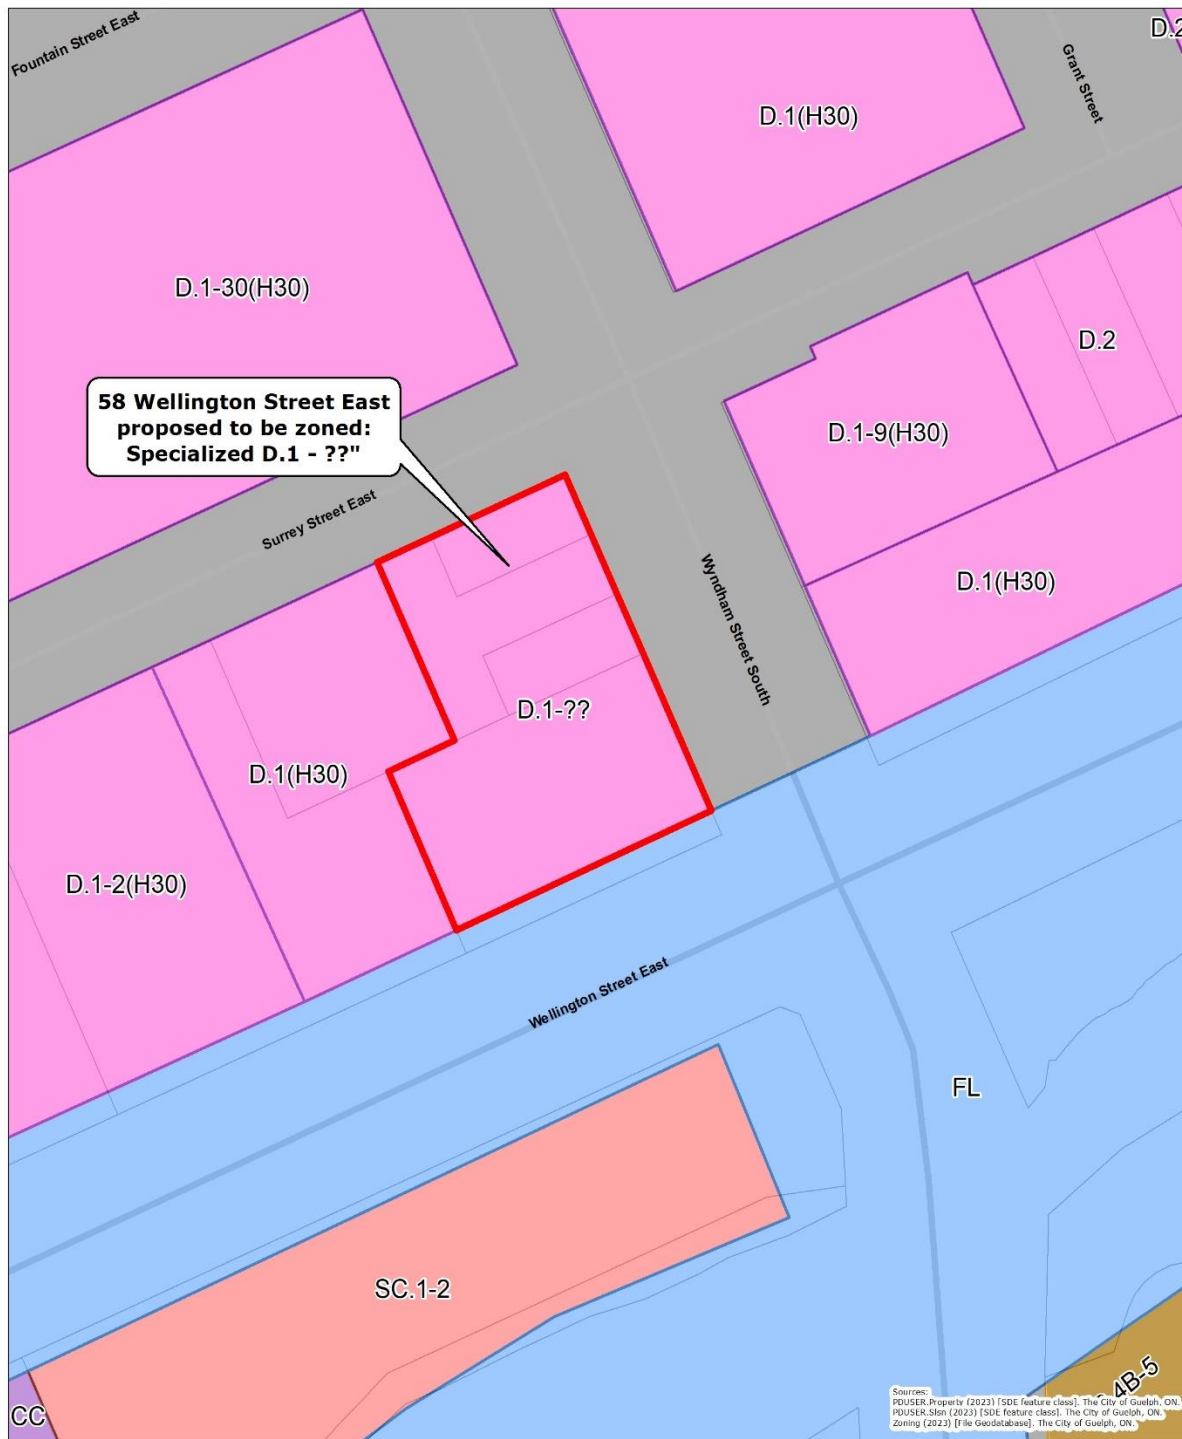 Fountain Street East
D.2
Grant Street
D.1(H30)
D.1-30(H30)
D.2
58 Wellington Street East
proposed to be zoned:
Specialized D.1 - ??"
D.1-9(H30)
Surrey Street East
Wyndham Street South
D.1(H30)
D.1-??
D.1(H30)
D.1-2(H30)
Wellington Street East
FL
SC.1-2
4B-5
CC
Sources:
PDUSER.Property (2023) [SDE feature class]. The City of Guelph, ON.
PDUSER.Slsn (2023) [SDE feature class]. The City of Guelph, ON.
Zoning (2023) [File Geodatabase]. The City of Guelph, ON.